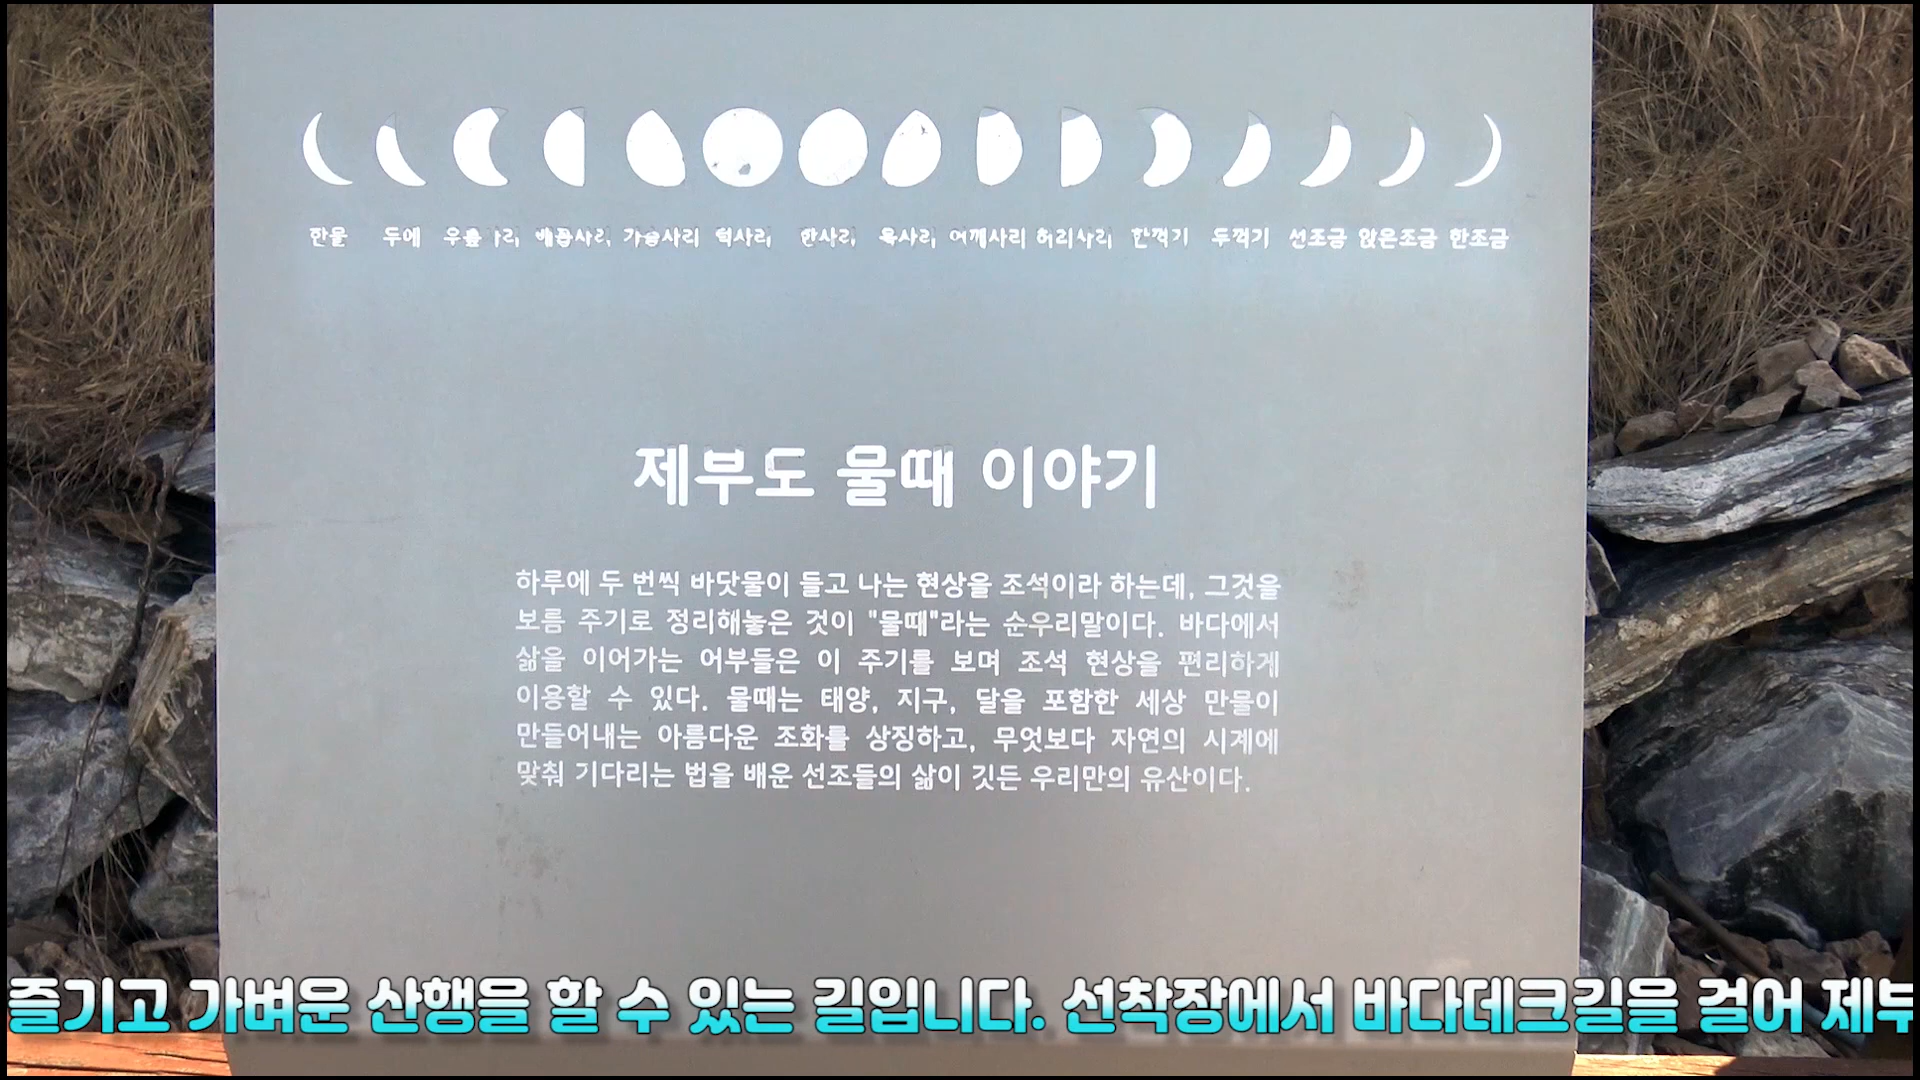 한물 두에 가슴사리 턱사리 한사리 목사리 어깨사리 허리사리 한꺽기 두꺽기 선조금 앉은조금 한조금
제부도 물때 이야기
하루에 두 번씩 바닷물이 들고 나는 현상을 조석이라 하는데, 그것을
보름 주기로 정리해놓은 것이 "물때"라는 순우리말이다. 바다에서
삶을 이어가는 어부들은 이 주기를 보며 조석 현상을 편리하게
이용할 수 있다. 물때는 태양, 지구, 달을 포함한 세상 만물이
만들어내는 아름다운 조화를 상징하고, 무엇보다 자연의 시계에
맞춰 기다리는 법을 배운 선조들의 삶이 깃든 우리만의 유산이다.
즐기고 가벼운 산행을 할 수 있는 길입니다. 선착장에서 바다데크길을 걸어 제부